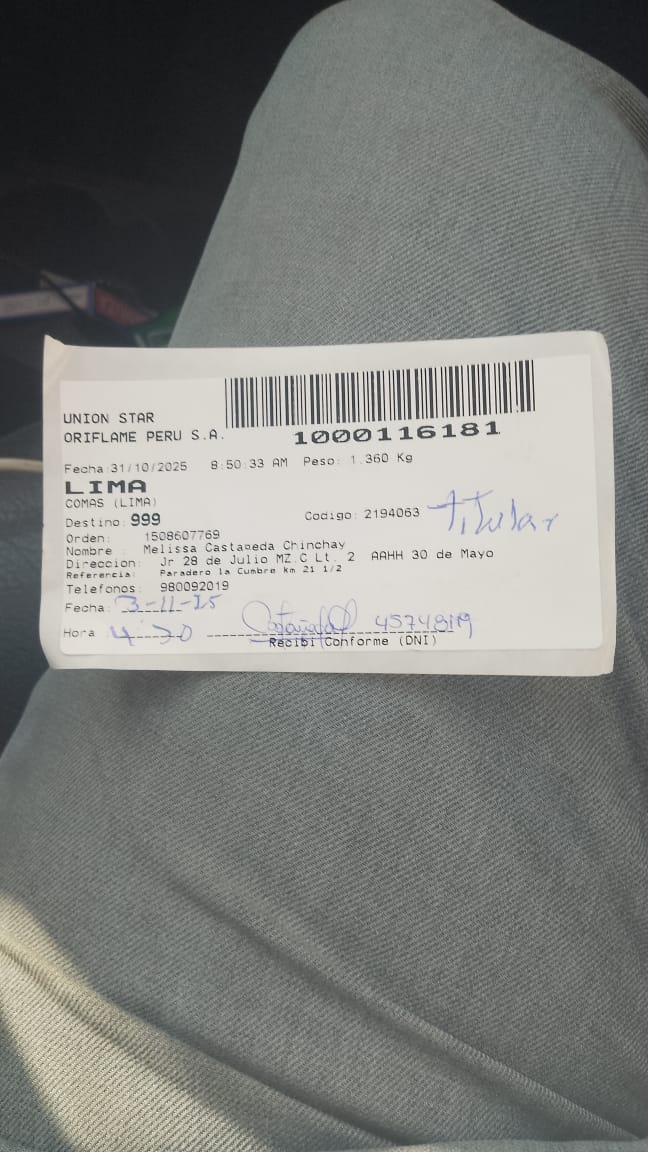 UNION STAR
ORIFLAME PERU S.A.
1000116181
Fecha:31/10/2025 8:50:33 AM Peso: 1.360 Kg
LIMA
COMAS (LIMA)
Destino: 999 Codigo: 2194063 Titular
Orden: 1508607769
Nombre : Melissa Castaneda Chinchay
Direccion: Jr 28 de Julio MZ.C Lt. 2 AAHH 30 de Mayo
Referencia: Paradero la Cumbre km 21 1/2
Telefonos: 980092019
Fecha: 3-11-25
Hora 4 30
Recibi Conforme (DNI)